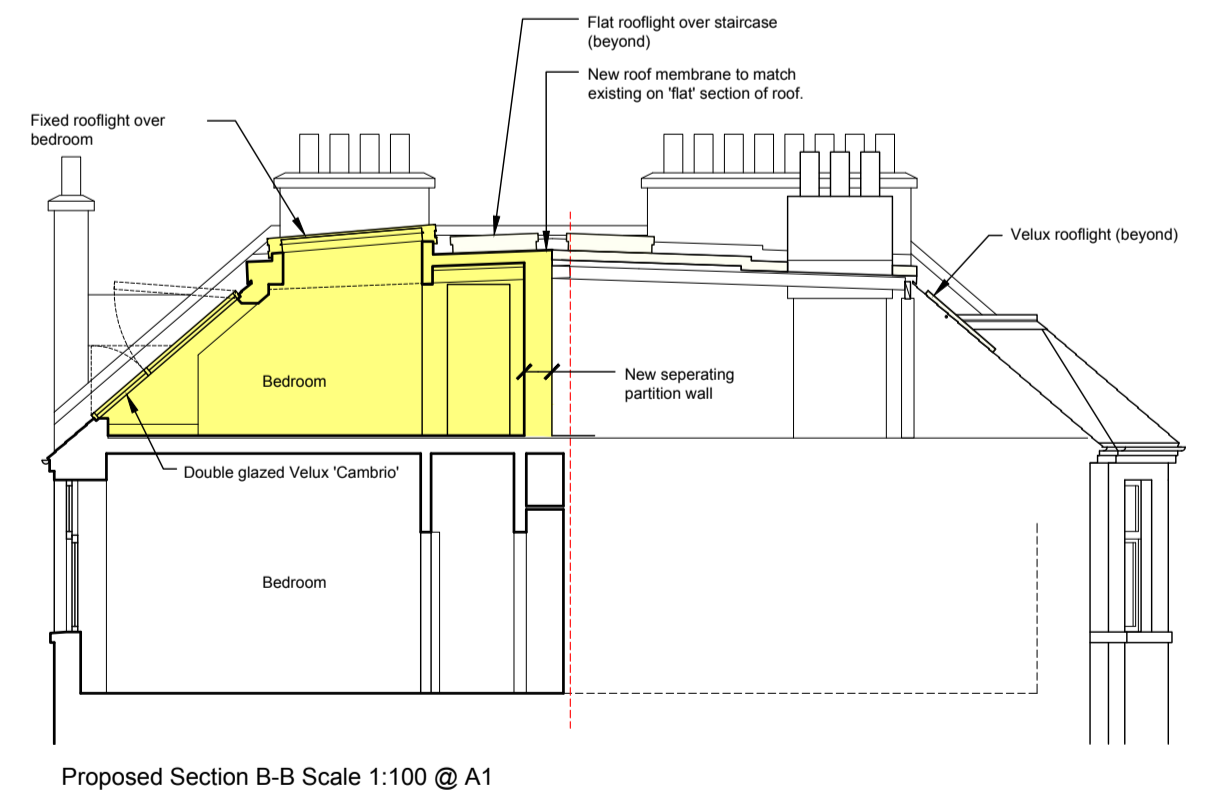 Flat rooflight over staircase
(beyond)
New roof membrane to match
existing on 'flat' section of roof.
Fixed rooflight over
bedroom
Velux rooflight (beyond)
Bedroom
New seperating
partition wall
Double glazed Velux 'Cambrio'
Bedroom
Proposed Section B-B Scale 1:100 @ A1